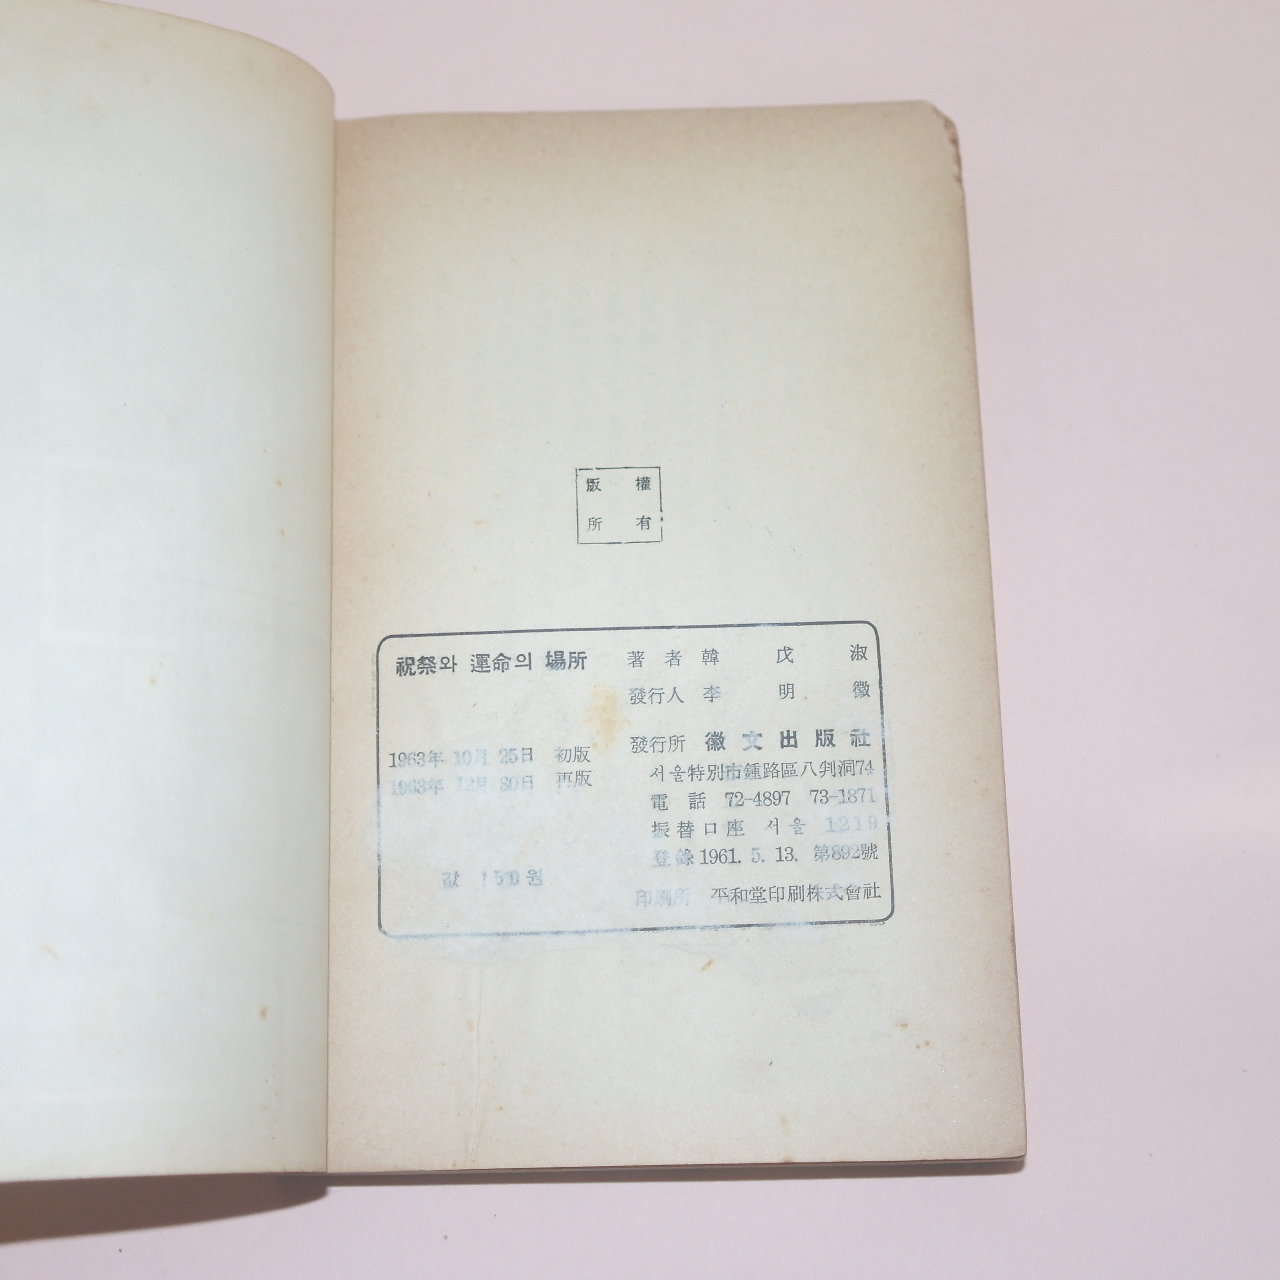 版 權
所 有
祝祭와 運命의 場所
1963年 10月 25日 初版
1963年 12月 30日 再版
값 150원
著者 韓戊淑
發行人 李明徽
發行所 徽文出版社
서울特別市鍾路區八判洞74
電話 72-4897 73-1871
振替口座 서울 1219
登錄 1961. 5. 13. 第892號
印刷所 平和堂印刷株式會社